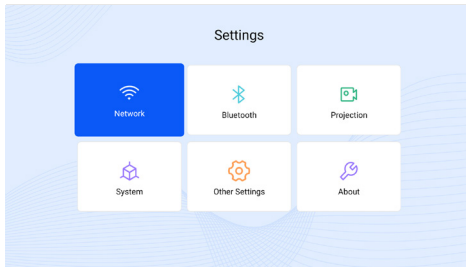 Settings
Network
Bluetooth
Projection
System
Other Settings
About